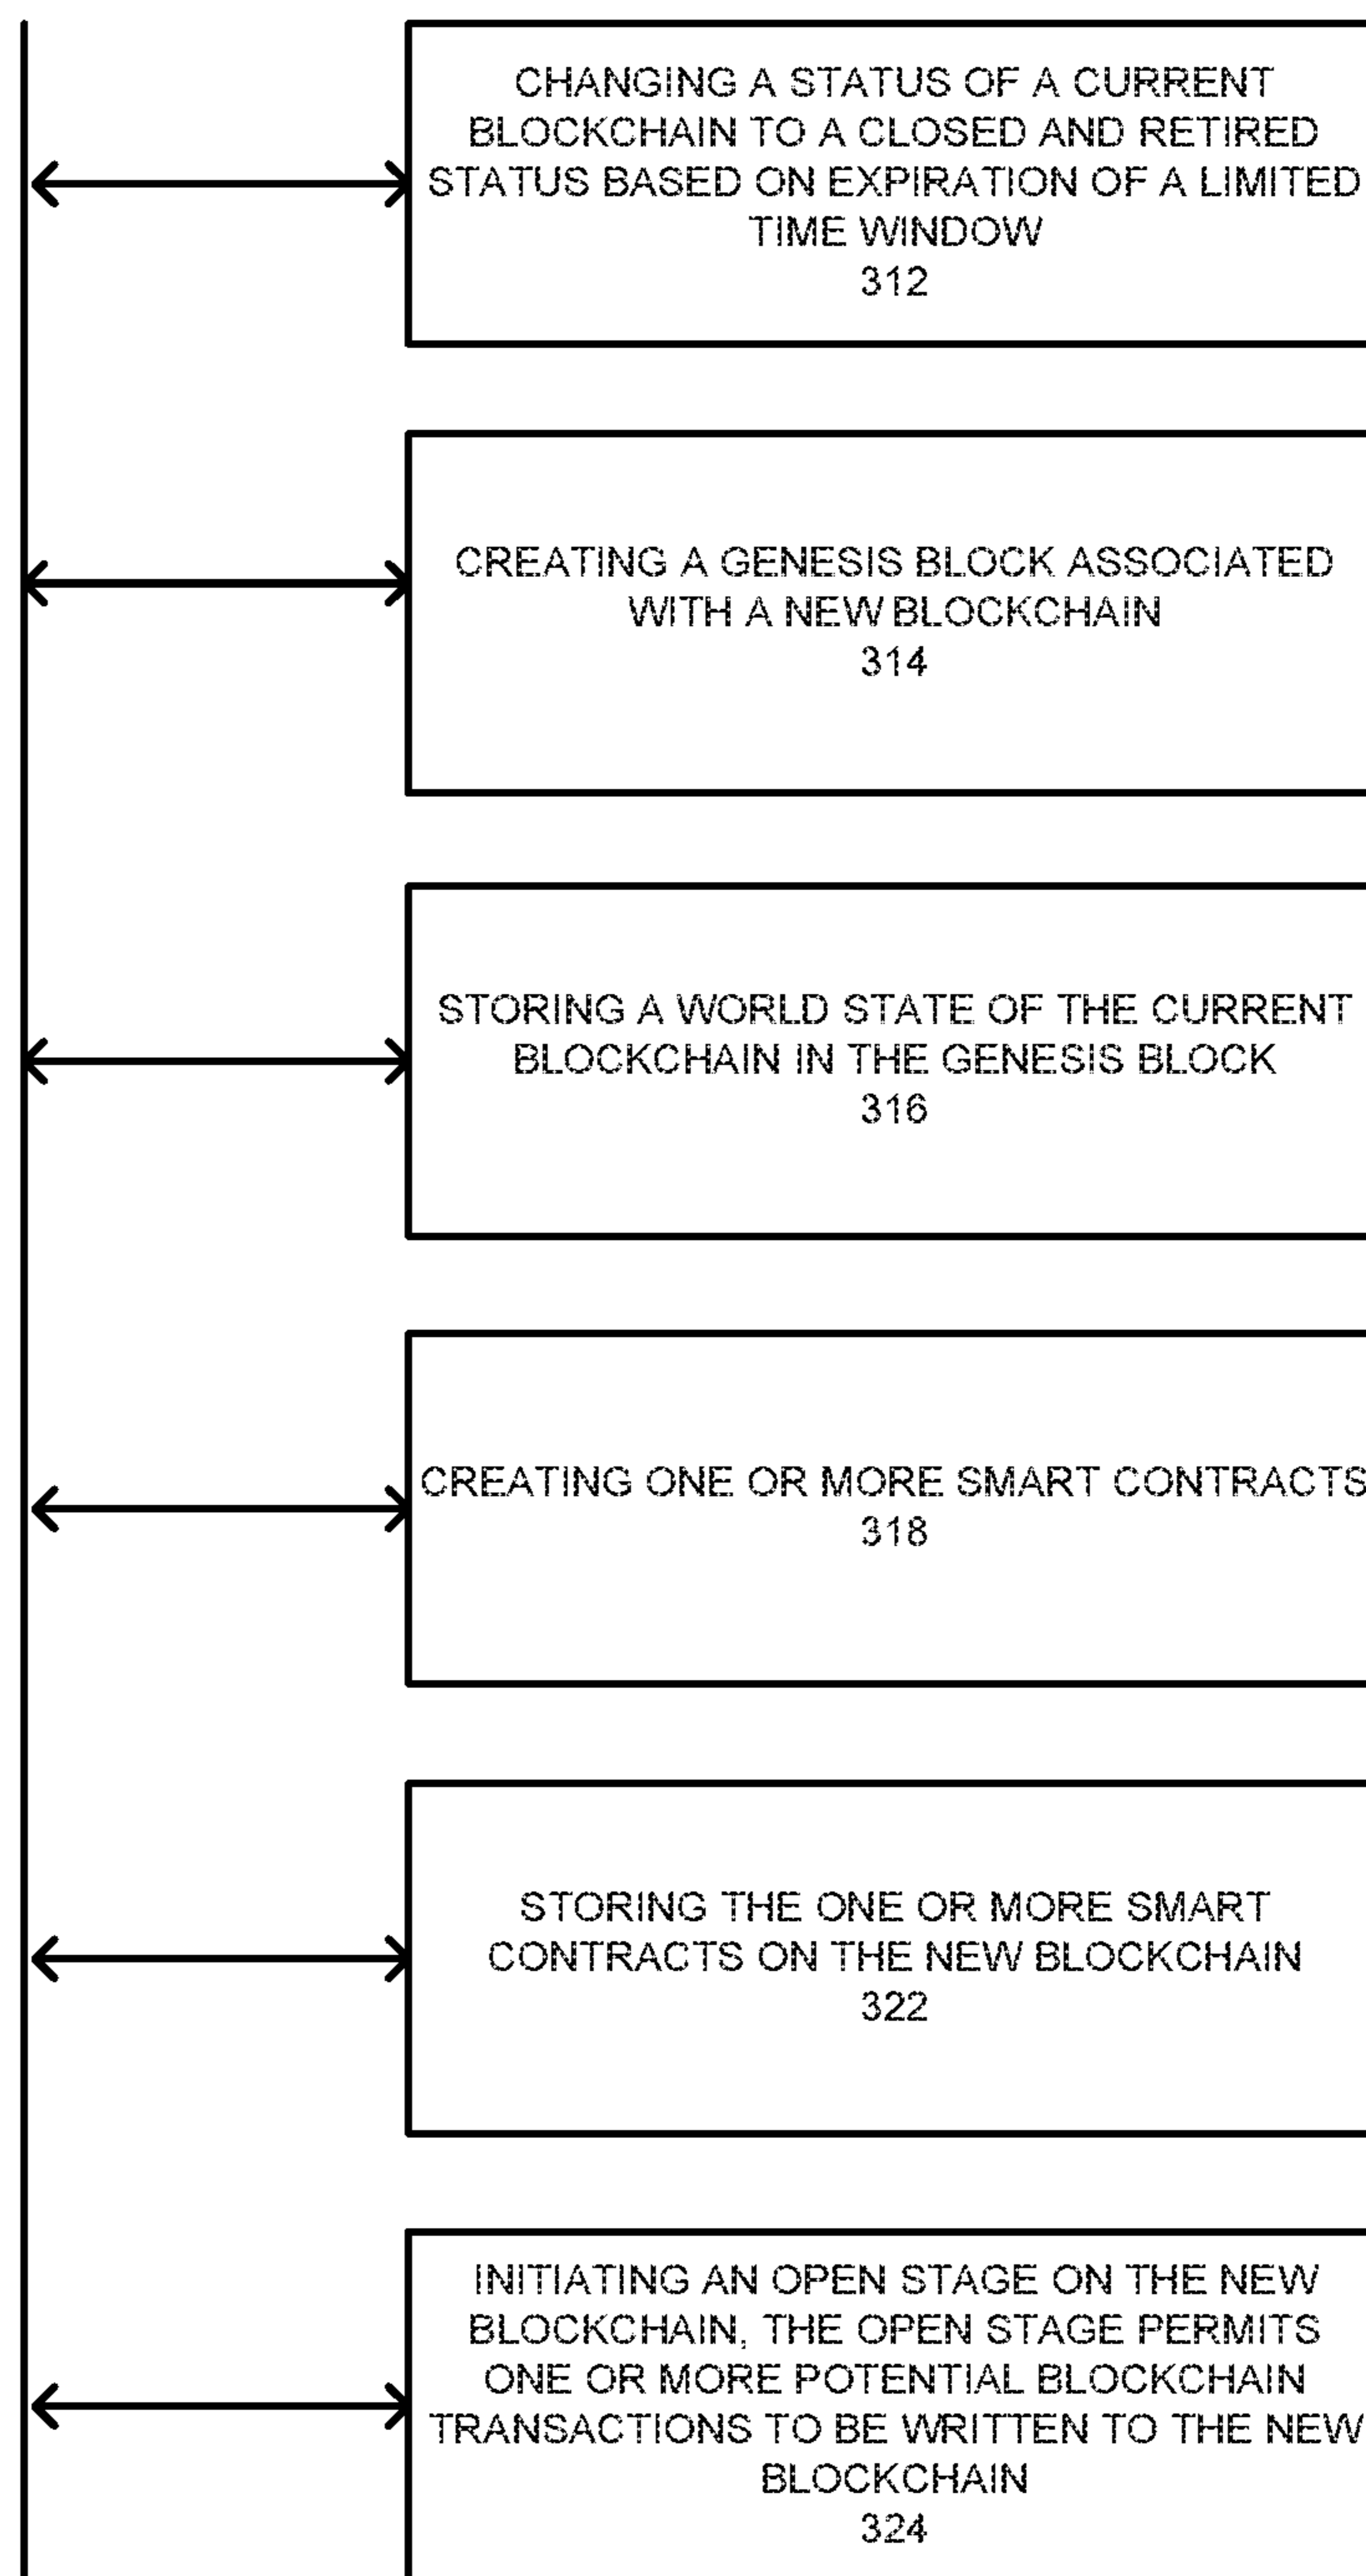 CHANGING A STATUS OF A CURRENT
BLOCKCHAIN TO A CLOSED AND RETIRED
STATUS BASED ON EXPIRATION OF A LIMITED
TIME WINDOW
312
CREATING A GENESIS BLOCK ASSOCIATED
WITH A NEW BLOCKCHAIN
314
STORING A WORLD STATE OF THE CURRENT
BLOCKCHAIN IN THE GENESIS BLOCK
316
CREATING ONE OR MORE SMART CONTRACTS
318
STORING THE ONE OR MORE SMART
CONTRACTS ON THE NEW BLOCKCHAIN
322
INITIATING AN OPEN STAGE ON THE NEW
BLOCKCHAIN, THE OPEN STAGE PERMITS
ONE OR MORE POTENTIAL BLOCKCHAIN
TRANSACTIONS TO BE WRITTEN TO THE NEW
BLOCKCHAIN
324